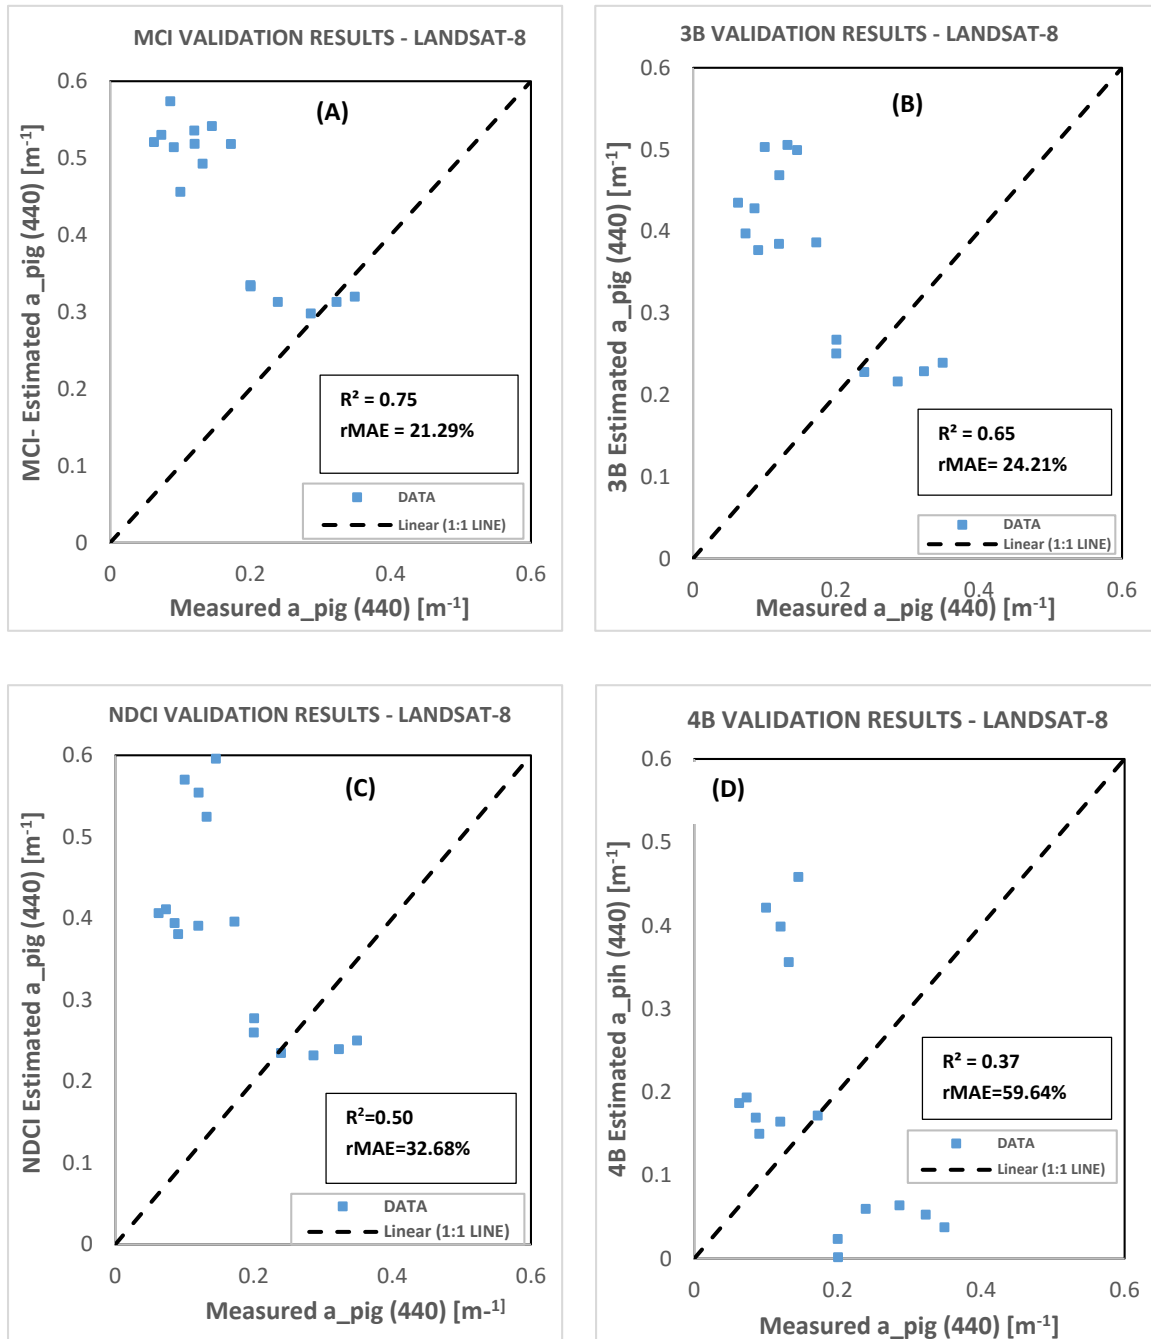 MCI VALIDATION RESULTS - LANDSAT-8
(A)
MCI- Estimated a_pig (440) [m⁻¹]
0.6
0.5
0.4
0.3
0.2
0.1
0
R² = 0.75
rMAE = 21.29%
DATA
Linear (1:1 LINE)
0 0.2 0.4 0.6
Measured a_pig (440) [m⁻¹]
3B VALIDATION RESULTS - LANDSAT-8
(B)
3B Estimated a_pig (440) [m⁻¹]
0.6
0.5
0.4
0.3
0.2
0.1
0
R² = 0.65
rMAE= 24.21%
DATA
Linear (1:1 LINE)
0 0.2 0.4 0.6
Measured a_pig (440) [m⁻¹]
NDCI VALIDATION RESULTS - LANDSAT-8
(C)
NDCI Estimated a_pig (440) [m⁻¹]
0.6
0.5
0.4
0.3
0.2
0.1
0
R²=0.50
rMAE=32.68%
DATA
Linear (1:1 LINE)
0 0.2 0.4 0.6
Measured a_pig (440) [m-¹]
4B VALIDATION RESULTS - LANDSAT-8
(D)
4B Estimated a_pih (440) [m⁻¹]
0.6
0.5
0.4
0.3
0.2
0.1
0
R² = 0.37
rMAE=59.64%
DATA
Linear (1:1 LINE)
0 0.2 0.4 0.6
Measured a_pig (440) [m⁻¹]